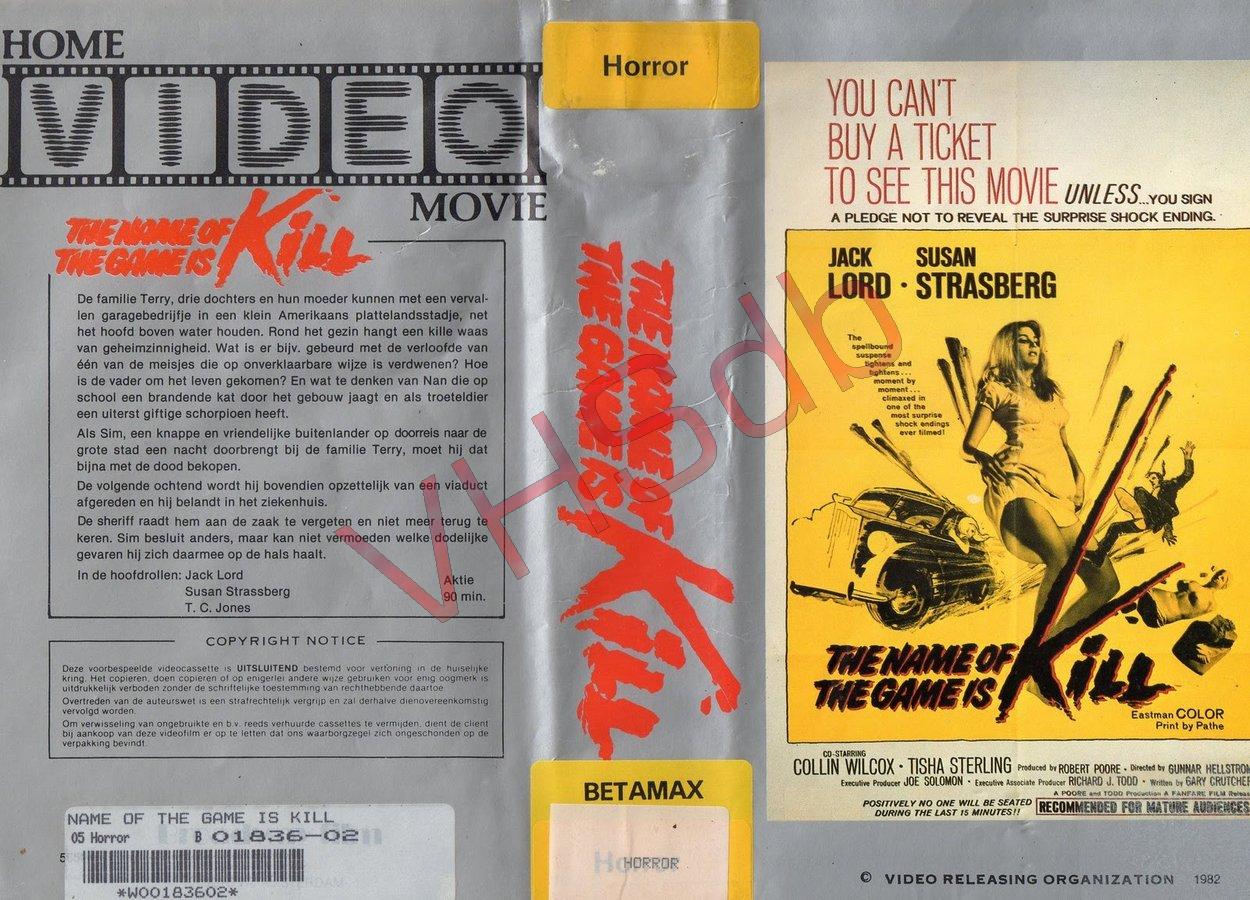 HOME
VIDEO
MOVIE
THE NAME OF
THE GAME IS KiLL
De familie Terry, drie dochters en hun moeder kunnen met een verval-
len garagebedrijfje in een klein Amerikaans plattelandsstadje, net
het hoofd boven water houden. Rond het gezin hangt een kille waas
van geheimzinnigheid. Wat is er bijv. gebeurd met de verloofde van
één van de meisjes die op onverklaarbare wijze is verdwenen? Hoe
is de vader om het leven gekomen? En wat te denken van Nan die op
school een brandende kat door het gebouw jaagt en als troeteldier
een uiterst giftige schorpioen heeft.
Als Sim, een knappe en vriendelijke buitenlander op doorreis naar de
grote stad een nacht doorbrengt bij de familie Terry, moet hij dat
bijna met de dood bekopen.
De volgende ochtend wordt hij bovendien opzettelijk van een viaduct
afgereden en hij belandt in het ziekenhuis.
De sheriff raadt hem aan de zaak te vergeten en niet meer terug te
keren. Sim besluit anders, maar kan niet vermoeden welke dodelijke
gevaren hij zich daarmee op de hals haalt.
In de hoofdrollen: Jack Lord
Susan Strassberg
T. C. Jones
Aktie
90 min.
COPYRIGHT NOTICE
Deze voorbespeelde videocassette is UITSLUITEND bestemd voor vertoning in de huiselijke
kring. Het copieren, doen copieren of op enigerlei andere wijze gebruiken voor enig oogmerk is
uitdrukkelijk verboden zonder de schriftelijke toestemming van rechthebbende daartoe
Overtreden van de auteurswet is een strafrechtelijk vergrijp en zal derhalve dienovereenkomstig
vervolgd worden.
Om verwisseling van ongebruikte en b.v. reeds verhuurde cassettes te vermijden, dient de client
bij aankoop van deze videofilm er op te letten dat ons waarborgzegel zich ongeschonden op de
verpakking bevindt.
NAME OF THE GAME IS KILL
05 Horror B 01836-02
*W00183602*
Horror
THE NAME OF
THE GAME IS KiLL
BETAMAX
HORROR
YOU CAN'T
BUY A TICKET
TO SEE THIS MOVIE UNLESS...YOU SIGN
A PLEDGE NOT TO REVEAL THE SURPRISE SHOCK ENDING.
JACK LORD · SUSAN STRASBERG
The
spellbound
suspense
tightens and
tightens...
moment by
moment...
climaxed in
one of the
most surprise
shock endings
ever filmed!
THE NAME OF
THE GAME IS KiLL
Eastman COLOR
Print by Pathe
CO-STARRING
COLLIN WILCOX · TISHA STERLING Produced by ROBERT POORE · Directed by GUNNAR HELLSTROM
Executive Producer JOE SOLOMON · Executive Associate Producer RICHARD J. TODD · Written by GARY CRUTCHER
A POORE and TODD Production A FANFARE FILM Release
POSITIVELY NO ONE WILL BE SEATED
DURING THE LAST 15 MINUTES!!
RECOMMENDED FOR MATURE AUDIENCES
© VIDEO RELEASING ORGANIZATION 1982
VHSdb